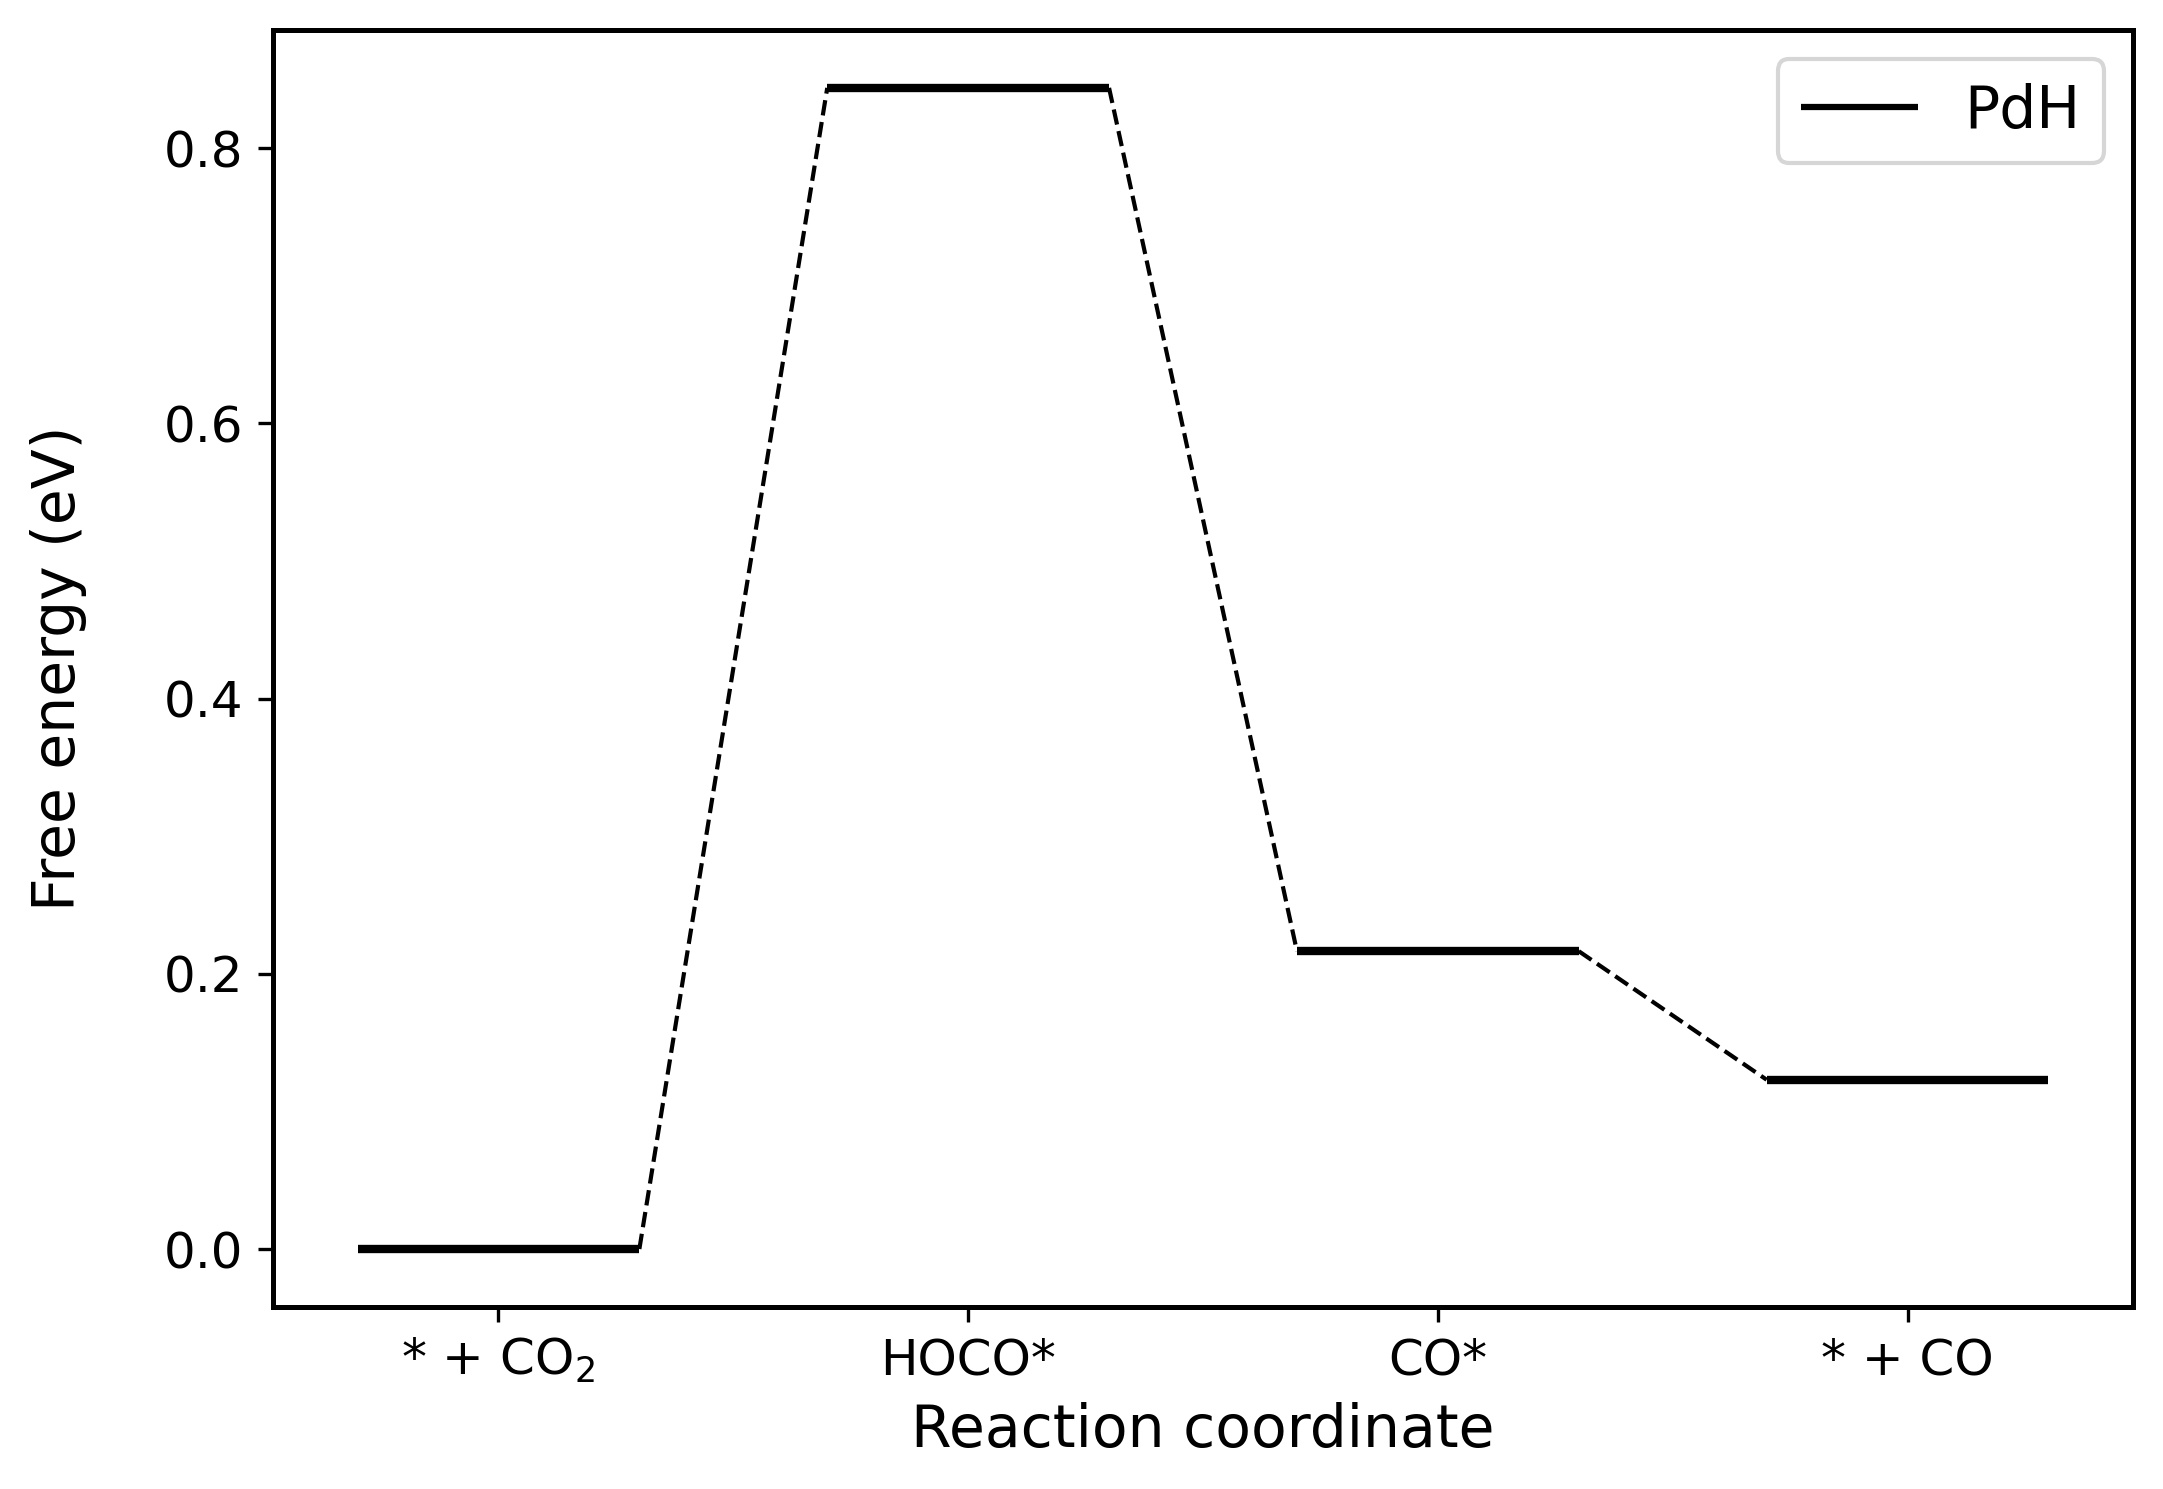 PdH
Free energy (eV)
0.8
0.6
0.4
0.2
0.0
* + CO₂
HOCO*
CO*
* + CO
Reaction coordinate